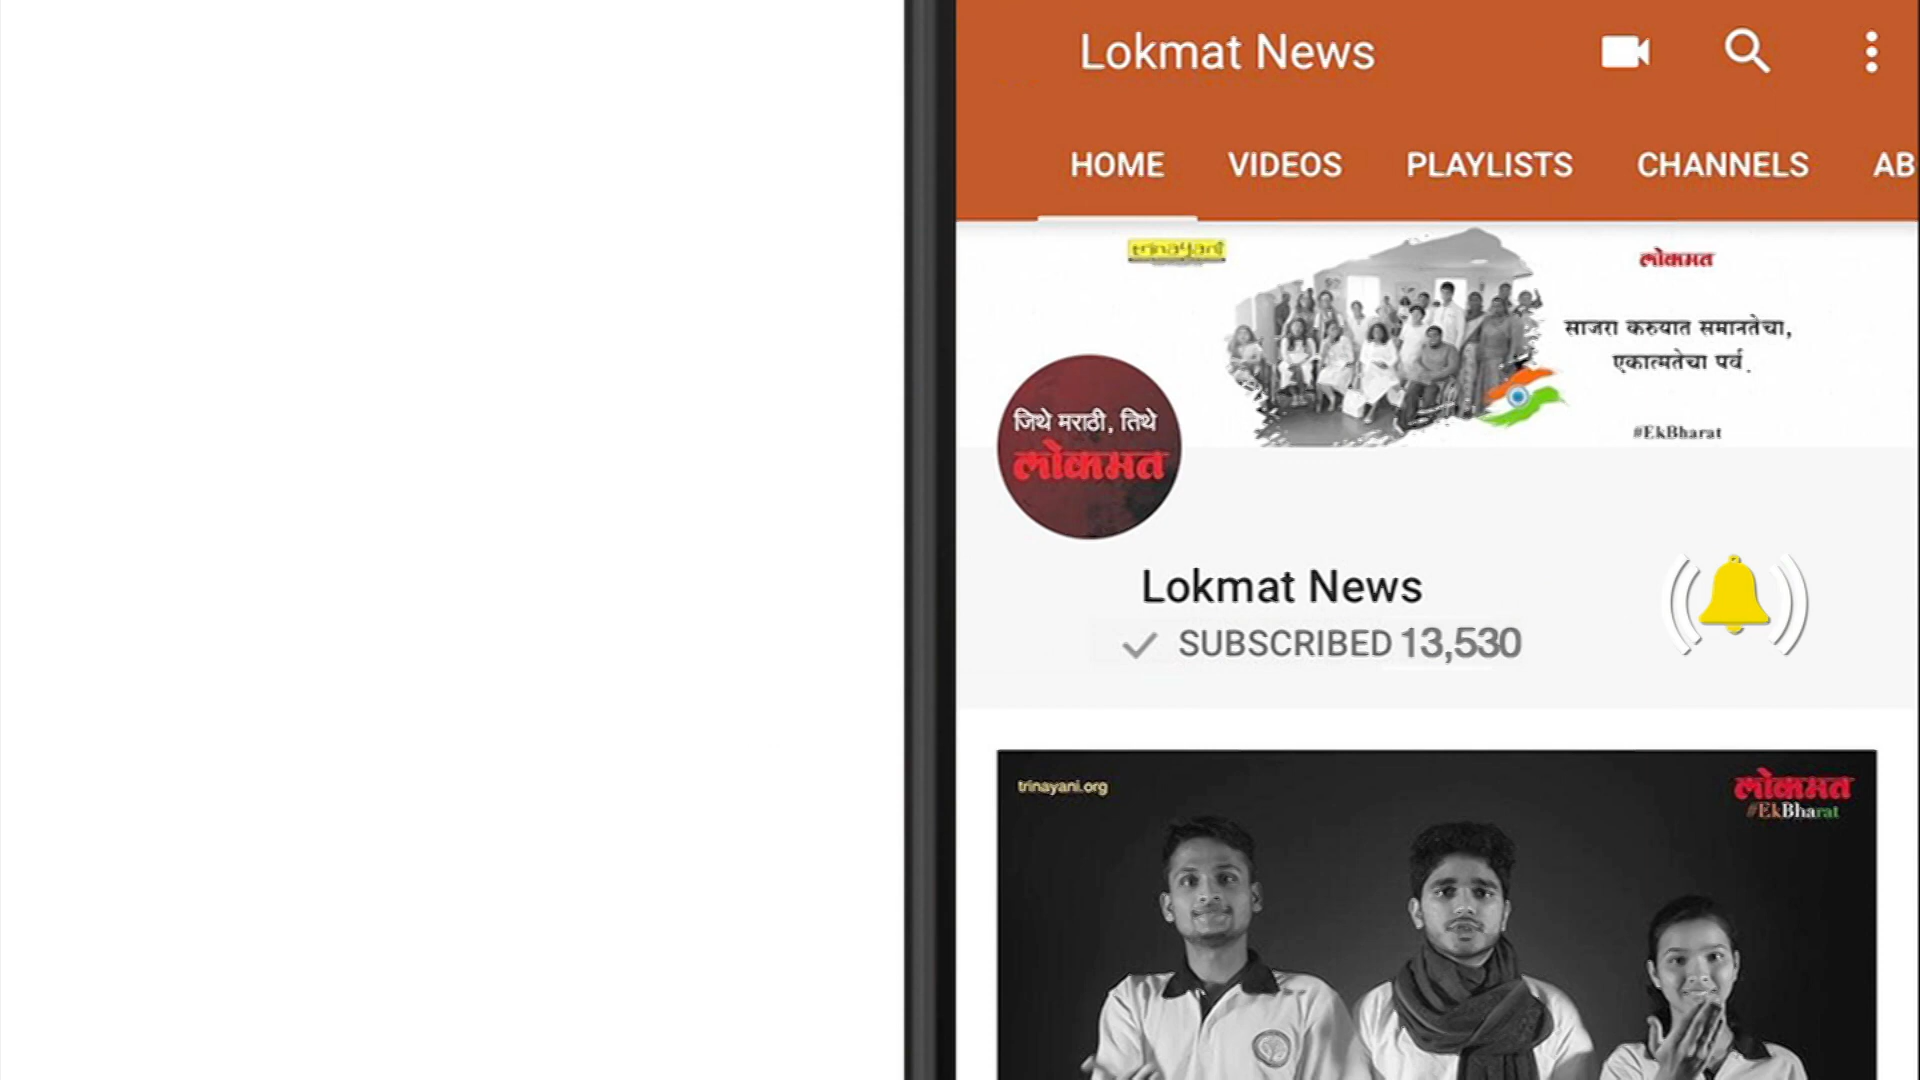 Lokmat News
HOME VIDEOS PLAYLISTS CHANNELS AB
trinayani
लोकमत
साजरा करुयात समानतेचा,
एकात्मतेचा पर्व.
#EkBharat
जिथे मराठी, तिथे
लोकमत
Lokmat News
SUBSCRIBED 13,530
trinayani.org
लोकमत
#EkBharat